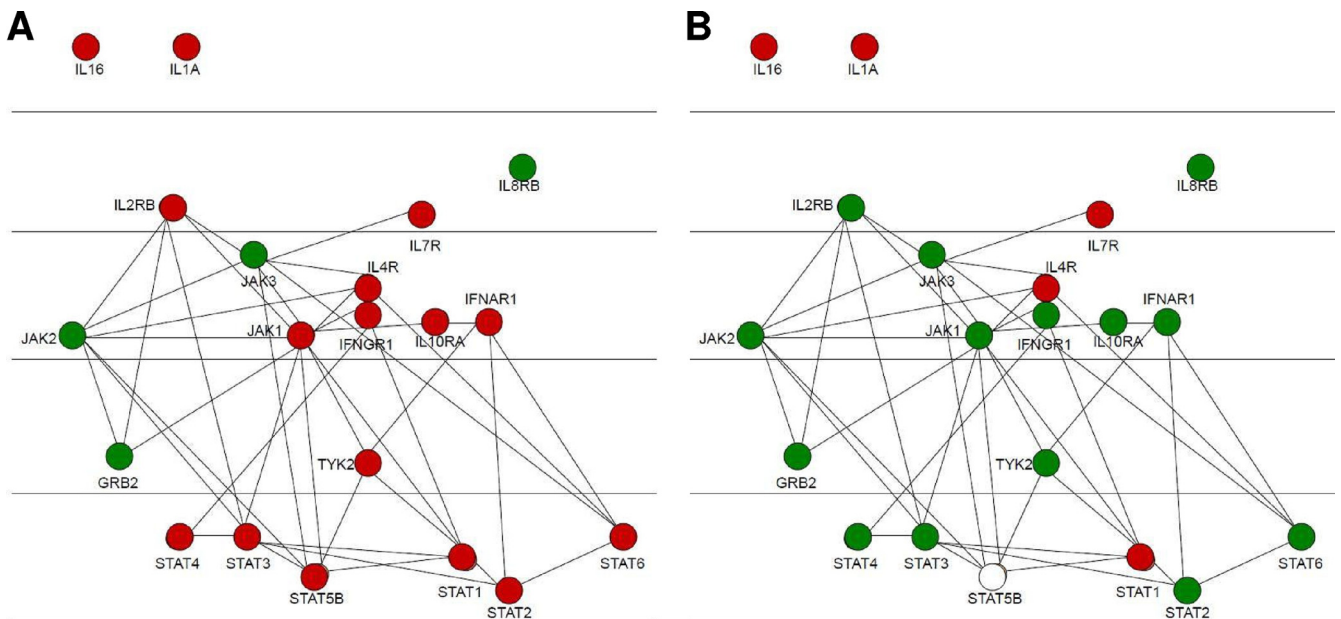 A
IL16
IL1A
IL8RB
IL2RB
IL7R
JAK3
IL4R
IFNAR1
JAK2
JAK1
IFNGR1
IL10RA
TYK2
GRB2
STAT4
STAT3
STAT5B
STAT1
STAT2
STAT6
B
IL16
IL1A
IL8RB
IL2RB
IL7R
JAK3
IL4R
IFNAR1
JAK2
JAK1
IFNGR1
IL10RA
TYK2
GRB2
STAT4
STAT3
STAT5B
STAT1
STAT2
STAT6